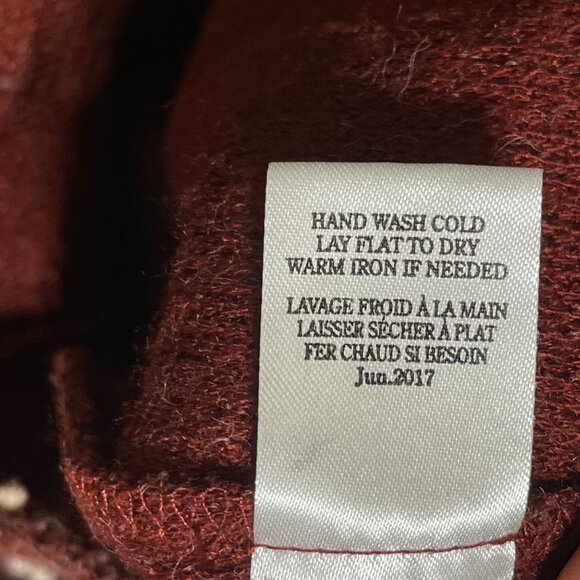 HAND WASH COLD
LAY FLAT TO DRY
WARM IRON IF NEEDED
LAVAGE FROID À LA MAIN
LAISSER SÉCHER À PLAT
FER CHAUD SI BESOIN
Jun.2017